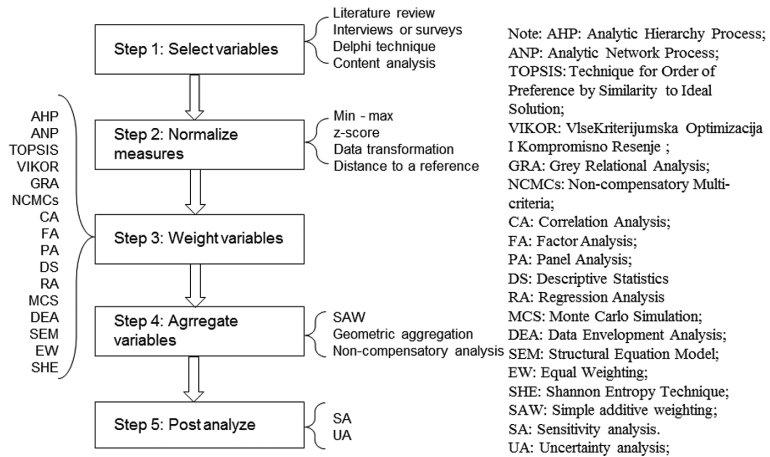 Step 1: Select variables
Literature review
Interviews or surveys
Delphi technique
Content analysis
Step 2: Normalize
measures
Min - max
z-score
Data transformation
Distance to a reference
AHP
ANP
TOPSIS
VIKOR
GRA
NCMCs
CA
FA
PA
DS
RA
MCS
DEA
SEM
EW
SHE
Step 3: Weight variables
Step 4: Agrregate
variables
SAW
Geometric aggregation
Non-compensatory analysis
Step 5: Post analyze
SA
UA
Note: AHP: Analytic Hierarchy Process;
ANP: Analytic Network Process;
TOPSIS: Technique for Order of
Preference by Similarity to Ideal
Solution;
VIKOR: VlseKriterijumska Optimizacija
I Kompromisno Resenje ;
GRA: Grey Relational Analysis;
NCMCs: Non-compensatory Multi-
criteria;
CA: Correlation Analysis;
FA: Factor Analysis;
PA: Panel Analysis;
DS: Descriptive Statistics
RA: Regression Analysis
MCS: Monte Carlo Simulation;
DEA: Data Envelopment Analysis;
SEM: Structural Equation Model;
EW: Equal Weighting;
SHE: Shannon Entropy Technique;
SAW: Simple additive weighting;
SA: Sensitivity analysis.
UA: Uncertainty analysis;